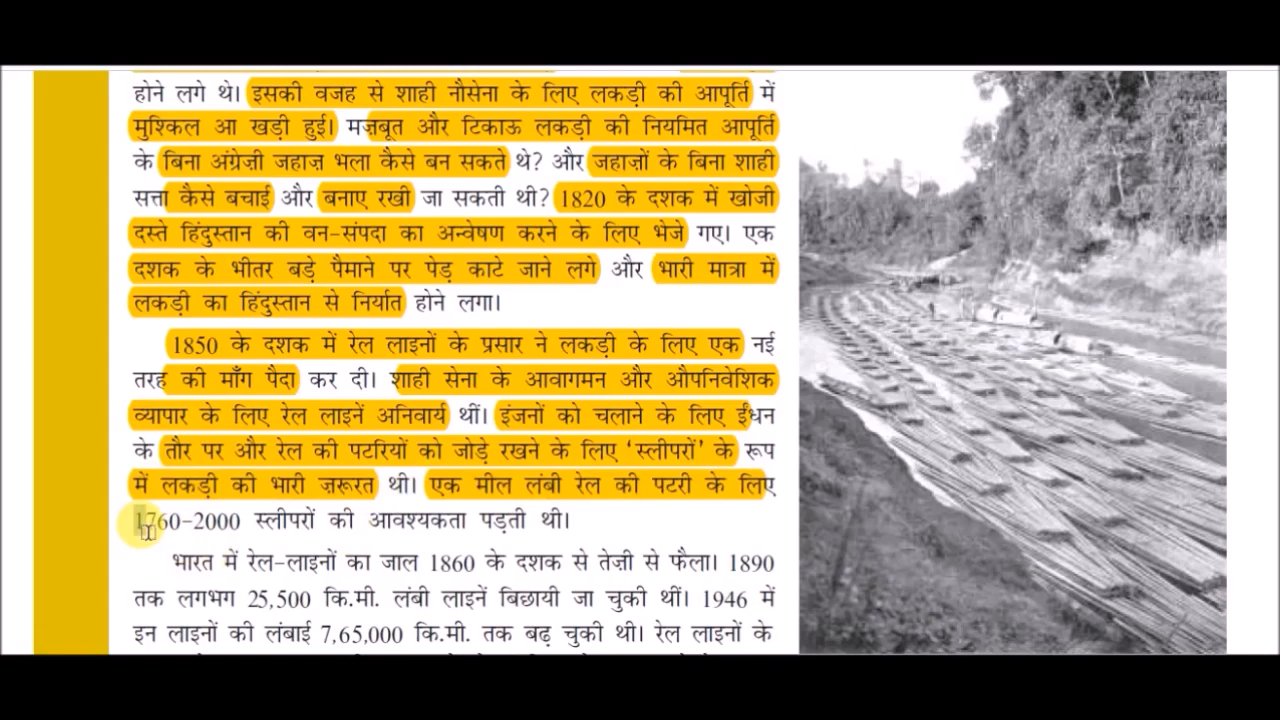 होने लगे थे। इसकी वजह से शाही नौसेना के लिए लकड़ी की आपूर्ति में
मुश्किल आ खड़ी हुई। मज़बूत और टिकाऊ लकड़ी की नियमित आपूर्ति
के बिना अंग्रेज़ी जहाज़ भला कैसे बन सकते थे? और जहाज़ों के बिना शाही
सत्ता कैसे बचाई और बनाए रखी जा सकती थी? 1820 के दशक में खोजी
दस्ते हिंदुस्तान की वन-संपदा का अन्वेषण करने के लिए भेजे गए। एक
दशक के भीतर बड़े पैमाने पर पेड़ काटे जाने लगे और भारी मात्रा में
लकड़ी का हिंदुस्तान से निर्यात होने लगा।
1850 के दशक में रेल लाइनों के प्रसार ने लकड़ी के लिए एक नई
तरह की माँग पैदा कर दी। शाही सेना के आवागमन और औपनिवेशिक
व्यापार के लिए रेल लाइनें अनिवार्य थीं। इंजनों को चलाने के लिए ईंधन
के तौर पर और रेल की पटरियों को जोड़े रखने के लिए ‘स्लीपरों’ के रूप
में लकड़ी की भारी ज़रूरत थी। एक मील लंबी रेल की पटरी के लिए
1760-2000 स्लीपरों की आवश्यकता पड़ती थी।
भारत में रेल-लाइनों का जाल 1860 के दशक से तेज़ी से फैला। 1890
तक लगभग 25,500 कि.मी. लंबी लाइनें बिछायी जा चुकी थीं। 1946 में
इन लाइनों की लंबाई 7,65,000 कि.मी. तक बढ़ चुकी थी। रेल लाइनों के